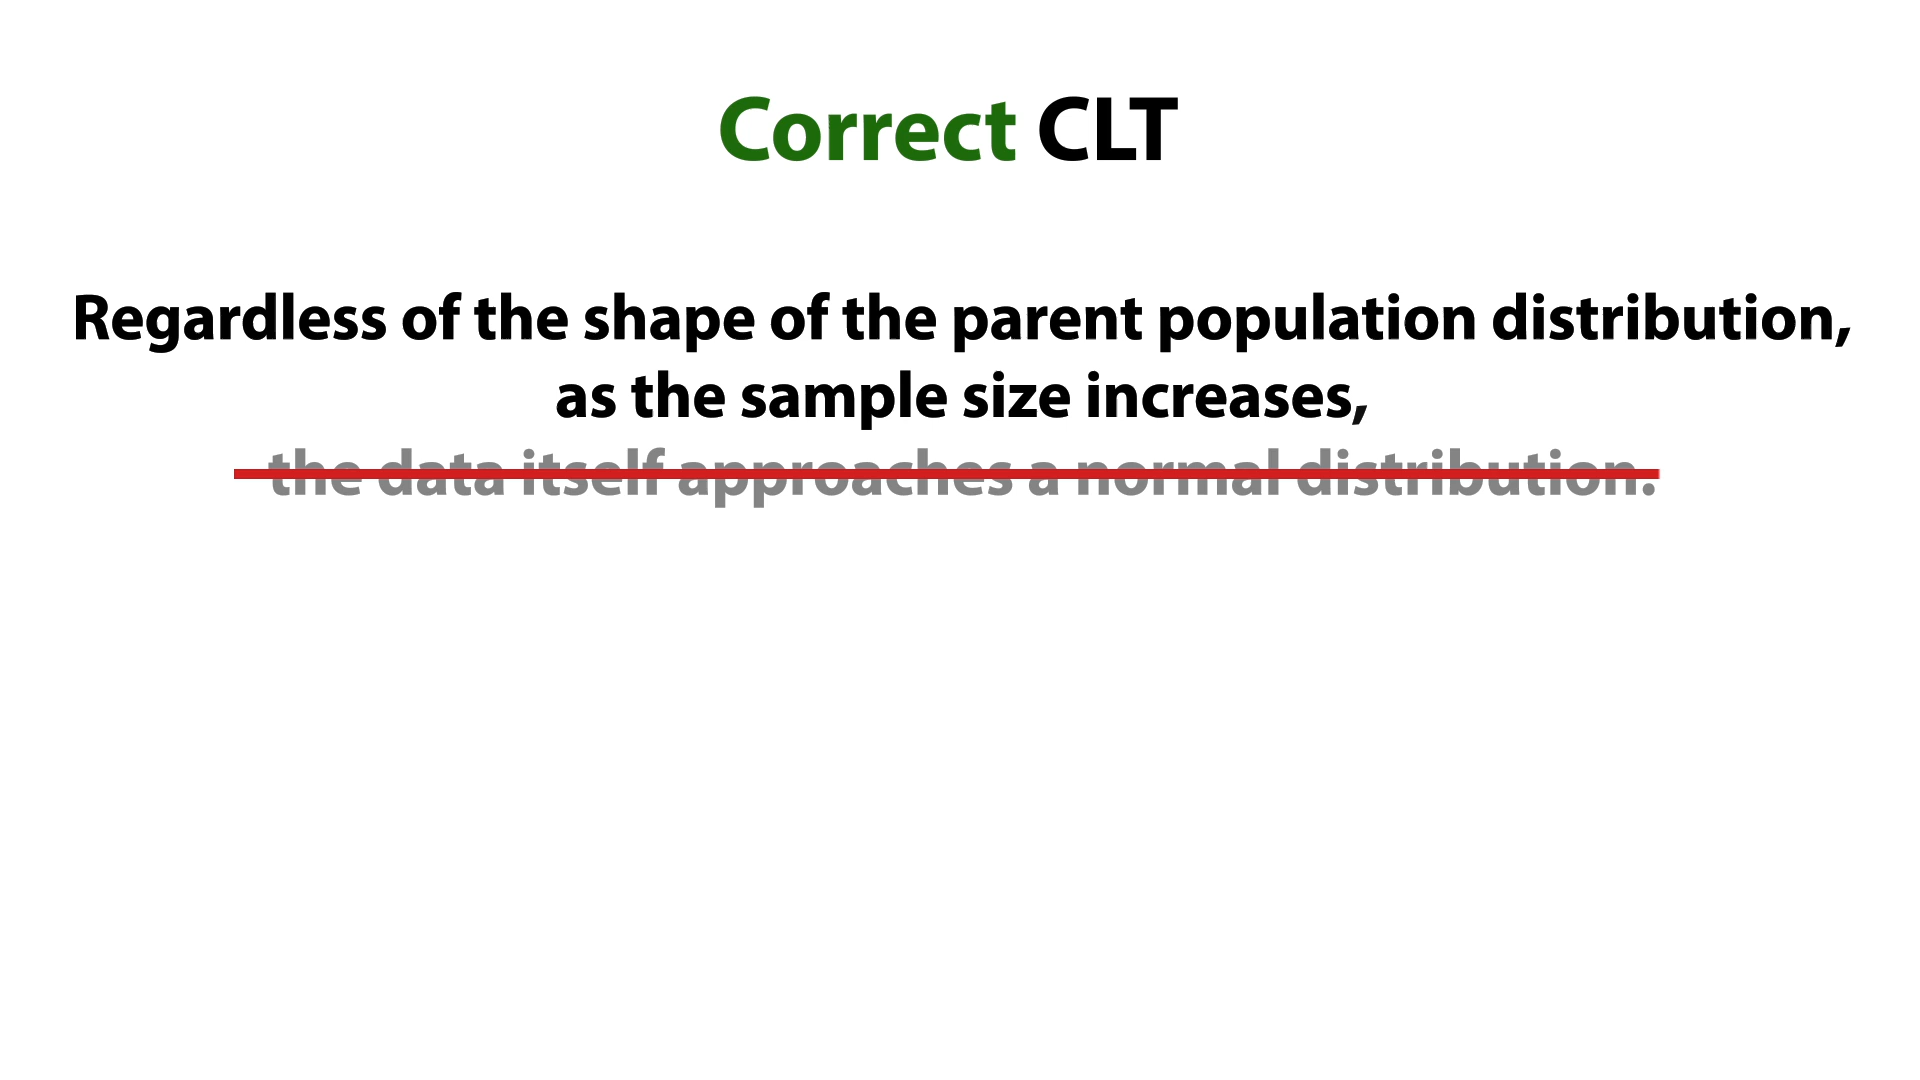 Correct CLT
Regardless of the shape of the parent population distribution,
as the sample size increases,
the data itself approaches a normal distribution.